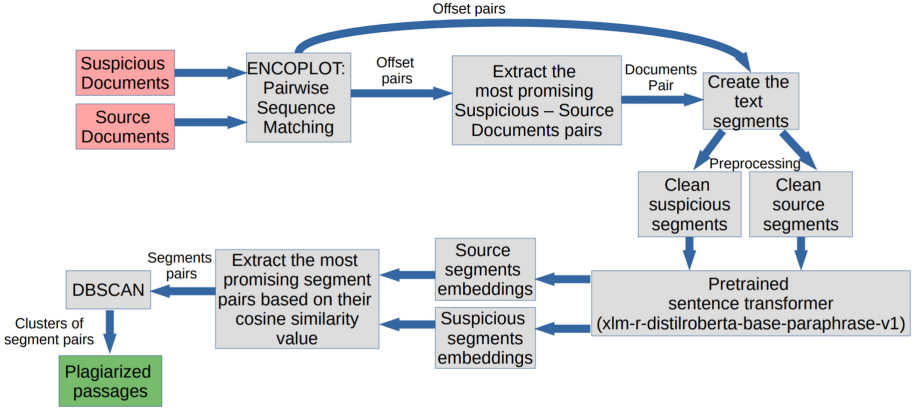 Offset pairs
Suspicious
Documents
Source
Documents
ENCOPLOT:
Pairwise
Sequence
Matching
Offset
pairs
Extract the
most promising
Suspicious – Source
Documents pairs
Documents
Pair
Create the
text
segments
Preprocessing
Clean
suspicious
segments
Clean
source
segments
Pretrained
sentence transformer
(xlm-r-distilroberta-base-paraphrase-v1)
Source
segments
embeddings
Suspicious
segments
embeddings
Extract the most
promising segment
pairs based on their
cosine similarity
value
Segments
pairs
DBSCAN
Clusters of
segment pairs
Plagiarized
passages